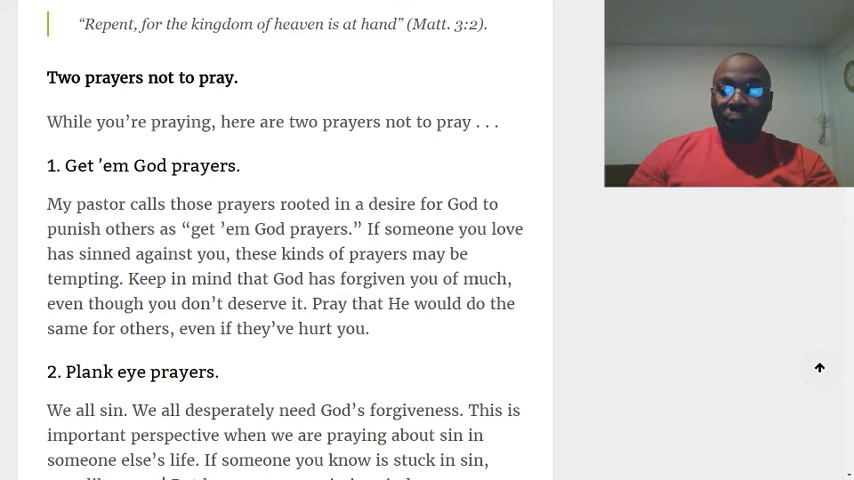 “Repent, for the kingdom of heaven is at hand” (Matt. 3:2).
Two prayers not to pray.
While you’re praying, here are two prayers not to pray . . .
1. Get ’em God prayers.
My pastor calls those prayers rooted in a desire for God to
punish others as “get ’em God prayers.” If someone you love
has sinned against you, these kinds of prayers may be
tempting. Keep in mind that God has forgiven you of much,
even though you don’t deserve it. Pray that He would do the
same for others, even if they’ve hurt you.
2. Plank eye prayers.
We all sin. We all desperately need God’s forgiveness. This is
important perspective when we are praying about sin in
someone else’s life. If someone you know is stuck in sin,